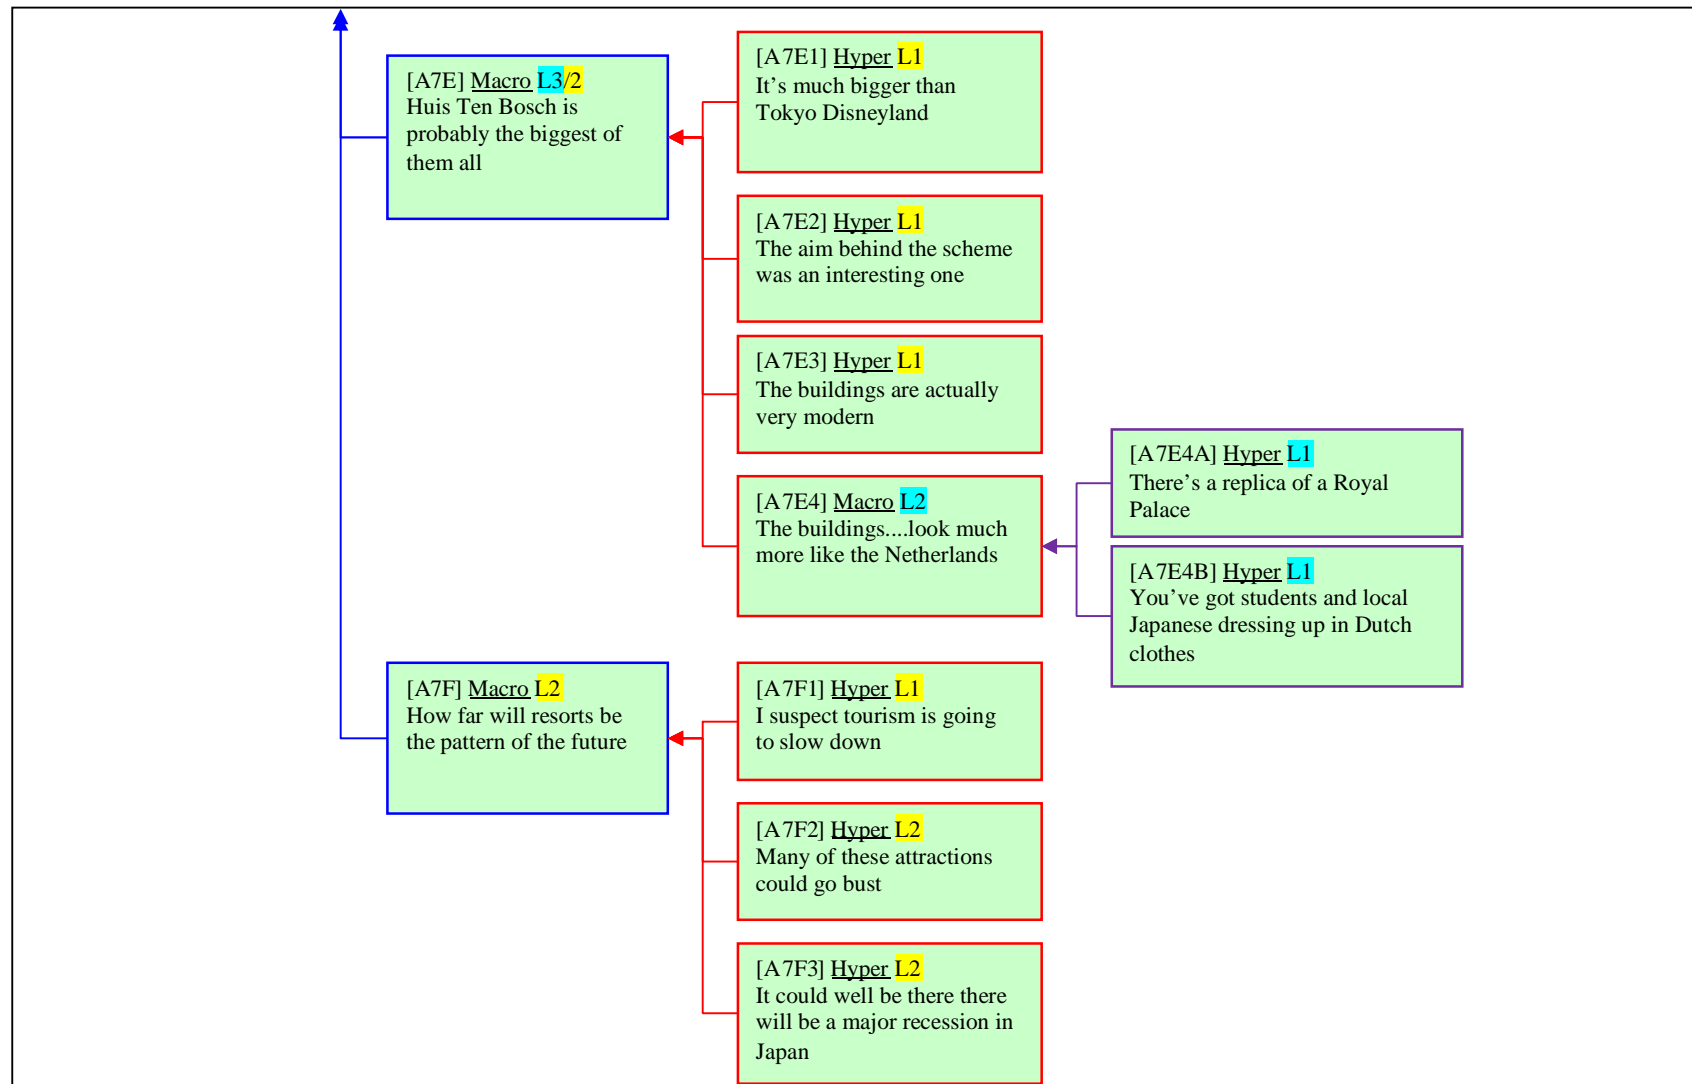 [A7E] Macro L3/2
Huis Ten Bosch is
probably the biggest of
them all
[A7E1] Hyper L1
It’s much bigger than
Tokyo Disneyland
[A7E2] Hyper L1
The aim behind the scheme
was an interesting one
[A7E3] Hyper L1
The buildings are actually
very modern
[A7E4] Macro L2
The buildings....look much
more like the Netherlands
[A7E4A] Hyper L1
There’s a replica of a Royal
Palace
[A7E4B] Hyper L1
You’ve got students and local
Japanese dressing up in Dutch
clothes
[A7F] Macro L2
How far will resorts be
the pattern of the future
[A7F1] Hyper L1
I suspect tourism is going
to slow down
[A7F2] Hyper L2
Many of these attractions
could go bust
[A7F3] Hyper L2
It could well be there there
will be a major recession in
Japan